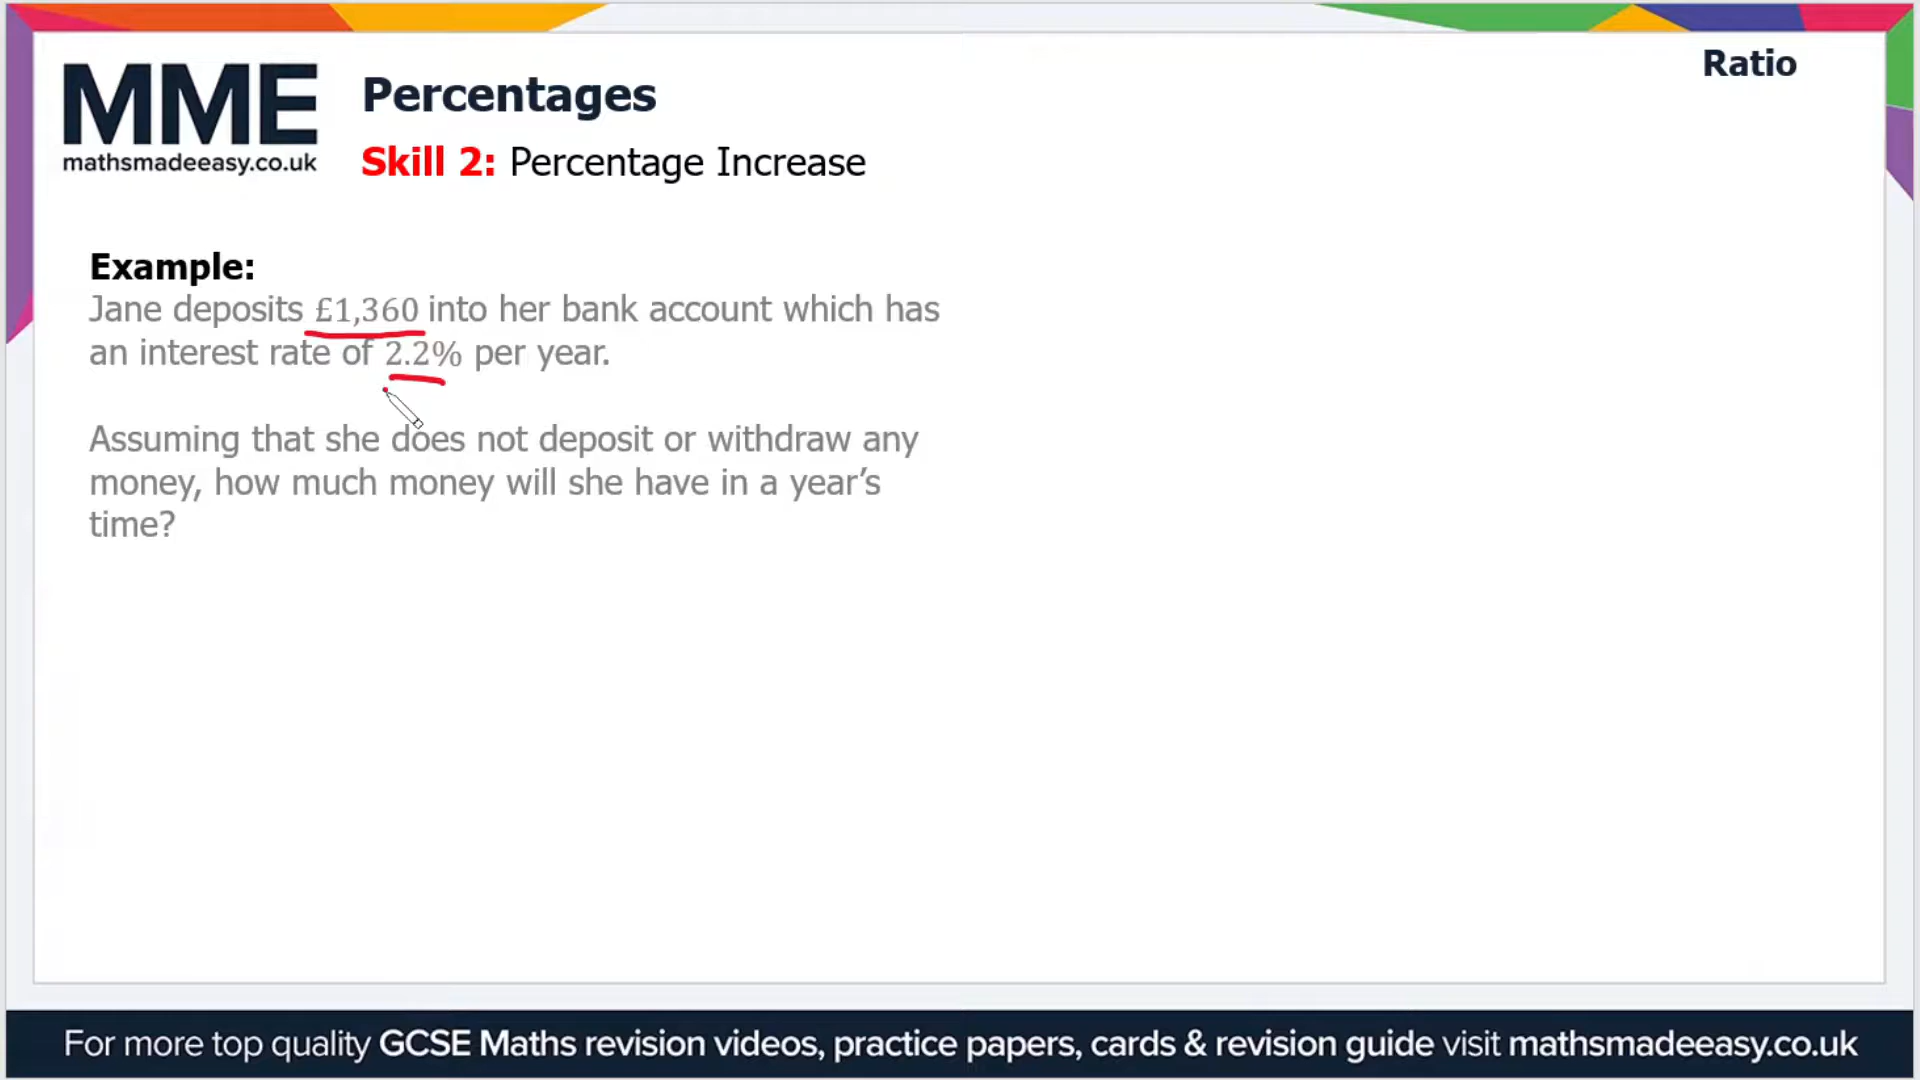 Ratio
MME
mathsmadeeasy.co.uk
Percentages
Skill 2: Percentage Increase
Example:
Jane deposits £1,360 into her bank account which has
an interest rate of 2.2% per year.
Assuming that she does not deposit or withdraw any
money, how much money will she have in a year’s
time?
For more top quality GCSE Maths revision videos, practice papers, cards & revision guide visit mathsmadeeasy.co.uk